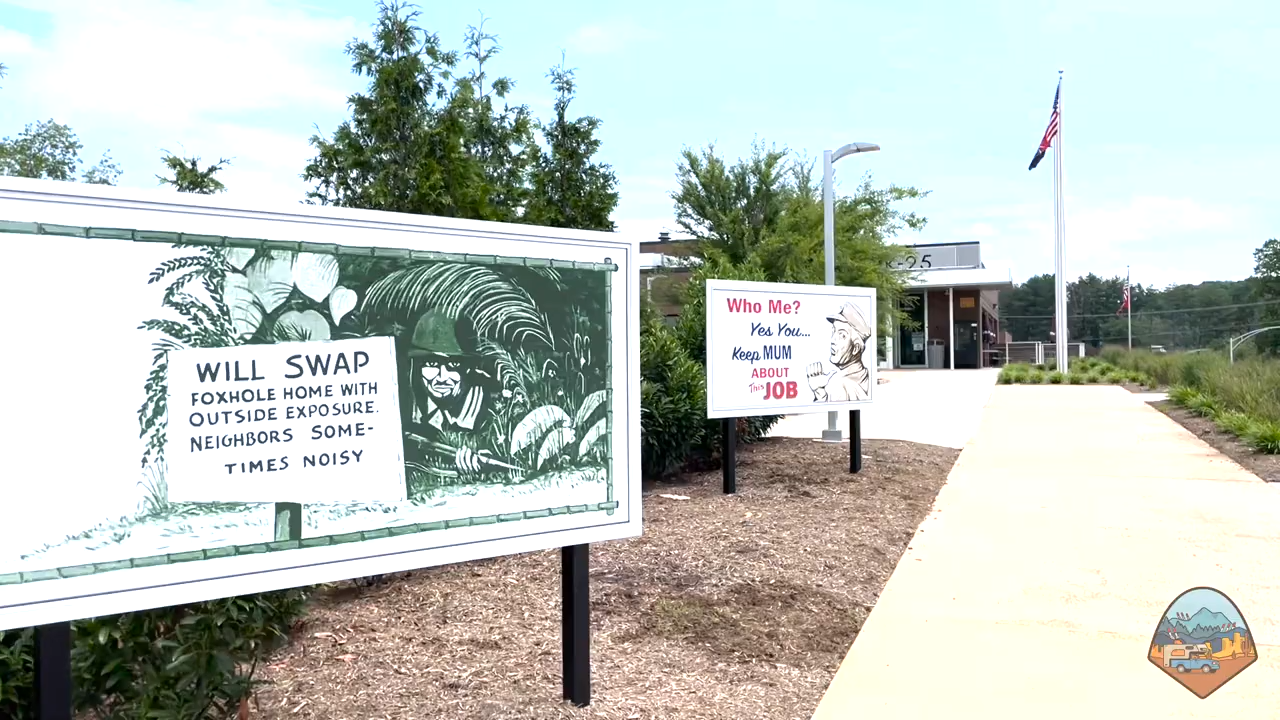 WILL SWAP
FOXHOLE HOME WITH
OUTSIDE EXPOSURE.
NEIGHBORS SOME-
TIMES NOISY
Who Me?
Yes You...
Keep MUM
ABOUT
This JOB
K-25